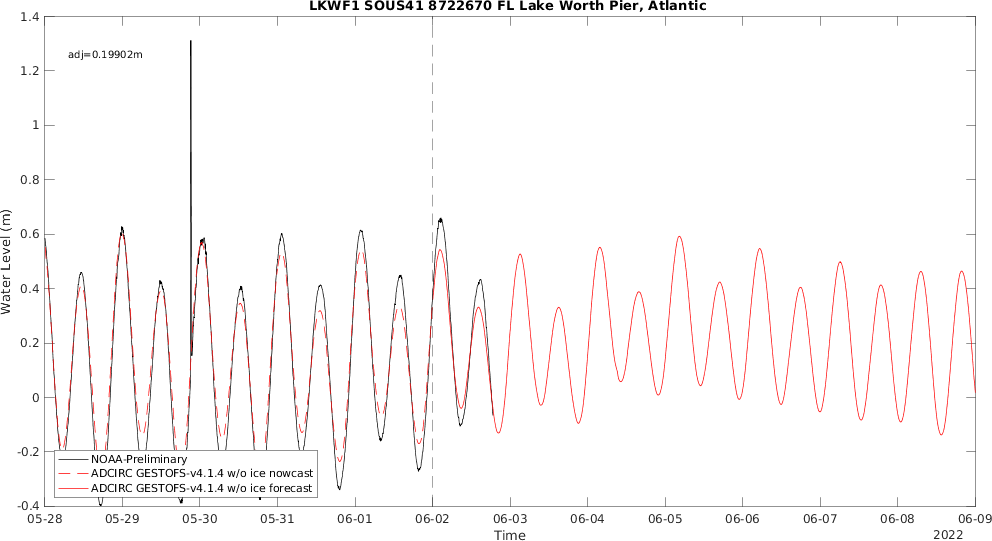 LKWF1 SOUS41 8722670 FL Lake Worth Pier, Atlantic
adj=0.19902m
Water Level (m)
1.4
1.2
1
0.8
0.6
0.4
0.2
0
-0.2
-0.4
NOAA-Preliminary
ADCIRC GESTOFS-v4.1.4 w/o ice nowcast
ADCIRC GESTOFS-v4.1.4 w/o ice forecast
05-28 05-29 05-30 05-31 06-01 06-02 06-03 06-04 06-05 06-06 06-07 06-08 06-09
Time
2022